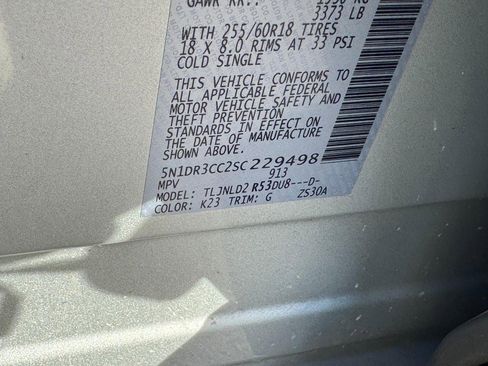 GAWR RR.: 1530 KG
3373 LB
WITH 255/60R18 TIRES
18 X 8.0 RIMS AT 33 PSI
COLD SINGLE
THIS VEHICLE CONFORMS TO
ALL APPLICABLE FEDERAL
MOTOR VEHICLE SAFETY AND
THEFT PREVENTION
STANDARDS IN EFFECT ON
THE DATE OF MANUFACTURE
SHOWN ABOVE.
5N1DR3CC2SC229498
MPV 913
MODEL: TLJNLD2 R53DU8---D-
COLOR: K23 TRIM: G ZS30A